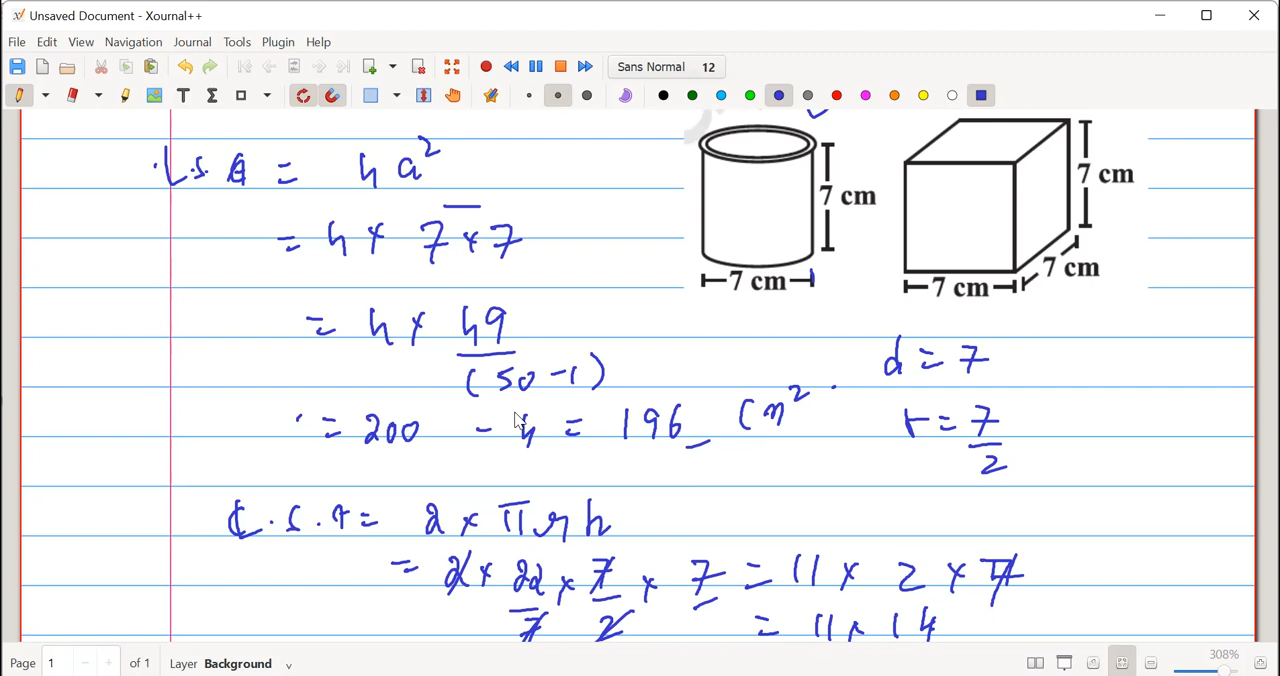 Unsaved Document - Xournal++
File Edit View Navigation Journal Tools Plugin Help
Sans Normal 12
L.S.A = 4a²
= 4 × 7 × 7
= 4 × 49
(50 - 1)
= 200 - 4 = 196 cm²
7 cm
7 cm
7 cm
7 cm
7 cm
d = 7
r = 7/2
C.S.A = 2 × π r h
= 2 × 22/7 × 7/2 × 7 = 11 × 2 × 7
= 11 × 14
Page 1 of 1 Layer Background
308%